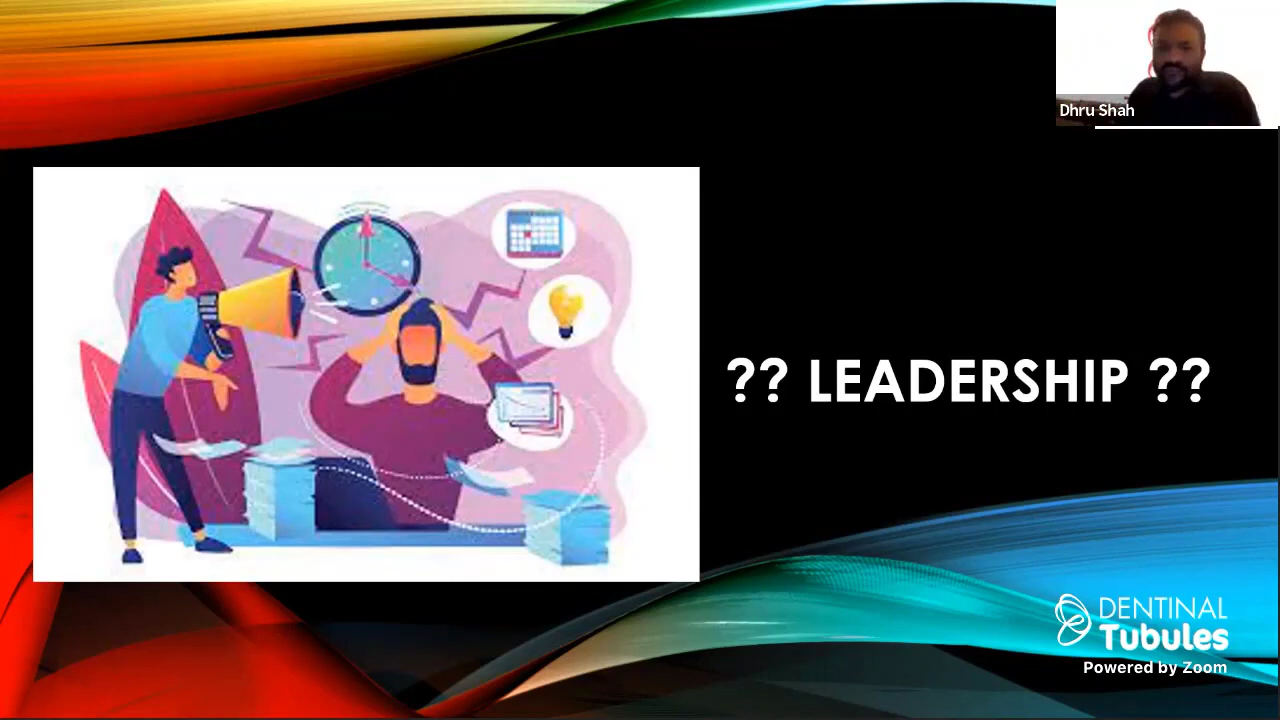 Dhru Shah
?? LEADERSHIP ??
DENTINAL
Tubules
Powered by Zoom